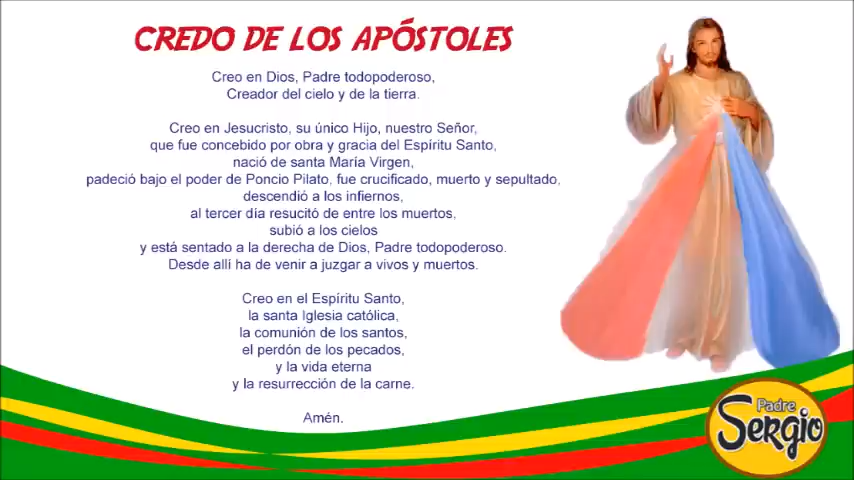 CREDO DE LOS APÓSTOLES
Creo en Dios, Padre todopoderoso,
Creador del cielo y de la tierra.
Creo en Jesucristo, su único Hijo, nuestro Señor,
que fue concebido por obra y gracia del Espíritu Santo,
nació de santa María Virgen,
padeció bajo el poder de Poncio Pilato, fue crucificado, muerto y sepultado,
descendió a los infiernos,
al tercer día resucitó de entre los muertos,
subió a los cielos
y está sentado a la derecha de Dios, Padre todopoderoso.
Desde allí ha de venir a juzgar a vivos y muertos.
Creo en el Espíritu Santo,
la santa Iglesia católica,
la comunión de los santos,
el perdón de los pecados,
y la vida eterna
y la resurrección de la carne.
Amén.
Padre
Sergio